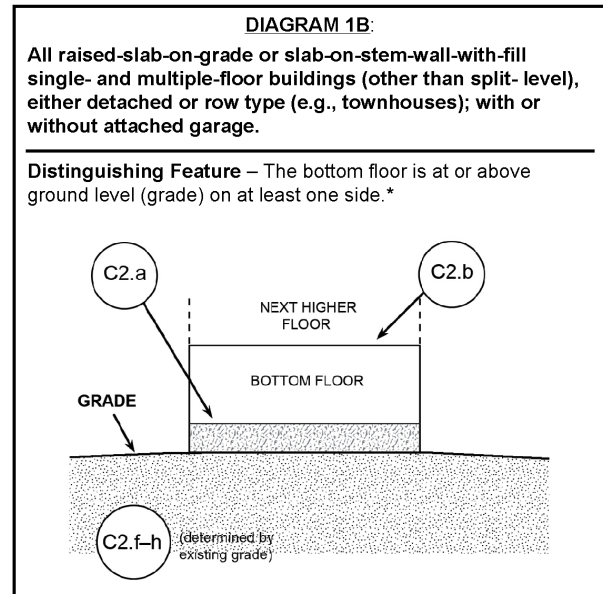 DIAGRAM 1B:
All raised-slab-on-grade or slab-on-stem-wall-with-fill
single- and multiple-floor buildings (other than split- level),
either detached or row type (e.g., townhouses); with or
without attached garage.
Distinguishing Feature – The bottom floor is at or above
ground level (grade) on at least one side.*
C2.a
C2.b
NEXT HIGHER
FLOOR
BOTTOM FLOOR
GRADE
C2.f–h
(determined by
existing grade)